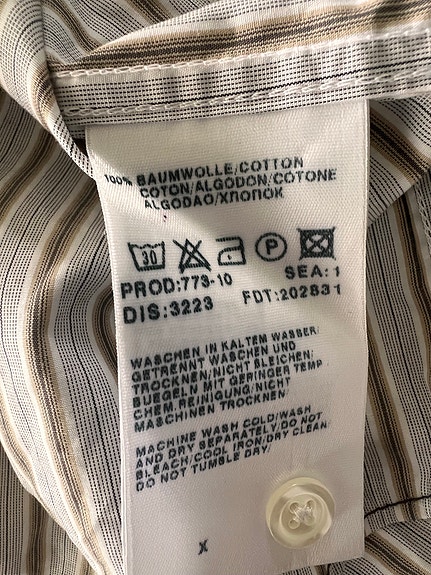 100% BAUMWOLLE/COTTON
COTON/ALGODON/COTONE
ALGODAO/ХПОПОК
30 P
PROD:773-10 SEA:1
DIS:3223 FDT:202831
WASCHEN IN KALTEM WASSER/
GETRENNT WASCHEN UND
TROCKNEN/NICHT BLEICHEN/
BUEGELN MIT GERINGER TEMP
CHEM REINIGUNG/NICHT
MASCHINEN TROCKNEN/
MACHINE WASH COLD/WASH
AND DRY SEPARATELY/DO NOT
BLEACH/COOL IRON/DRY CLEAN
DO NOT TUMBLE DRY/
X